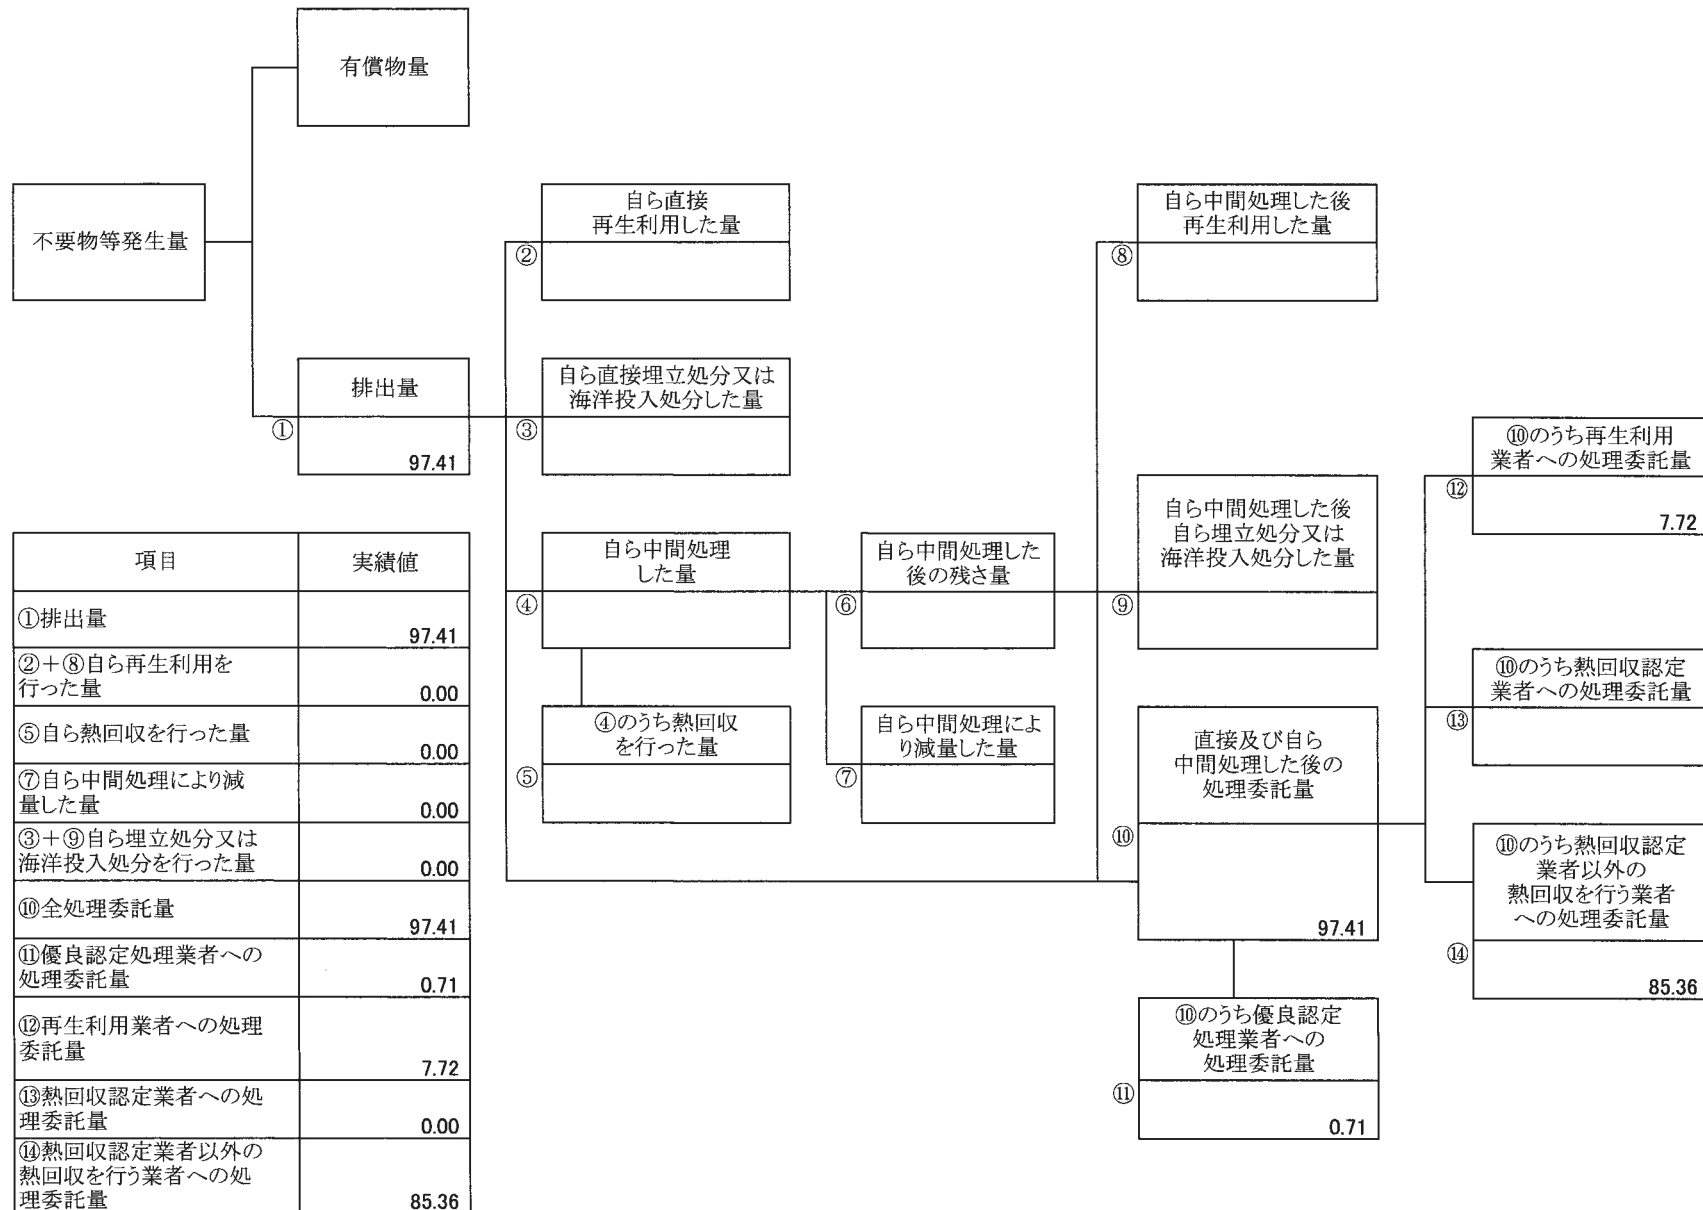 有償物量
不要物等発生量
自ら直接
再生利用した量
②
自ら中間処理した後
再生利用した量
⑧
排出量
①
97.41
自ら直接埋立処分又は
海洋投入処分した量
③
⑩のうち再生利用
業者への処理委託量
⑫
7.72
自ら中間処理
した量
④
自ら中間処理した
後の残さ量
⑥
自ら中間処理した後
自ら埋立処分又は
海洋投入処分した量
⑨
⑩のうち熱回収認定
業者への処理委託量
⑬
④のうち熱回収
を行った量
⑤
自ら中間処理によ
り減量した量
⑦
直接及び自ら
中間処理した後の
処理委託量
⑩
97.41
⑩のうち熱回収認定
業者以外の
熱回収を行う業者
への処理委託量
⑭
85.36
⑩のうち優良認定
処理業者への
処理委託量
⑪
0.71
項目 実績値
①排出量
97.41
②+⑧自ら再生利用を
行った量 0.00
⑤自ら熱回収を行った量
0.00
⑦自ら中間処理により減
量した量 0.00
③+⑨自ら埋立処分又は
海洋投入処分を行った量 0.00
⑩全処理委託量
97.41
⑪優良認定処理業者への
処理委託量 0.71
⑫再生利用業者への処理
委託量
7.72
⑬熱回収認定業者への処
理委託量 0.00
⑭熱回収認定業者以外の
熱回収を行う業者への処
理委託量 85.36